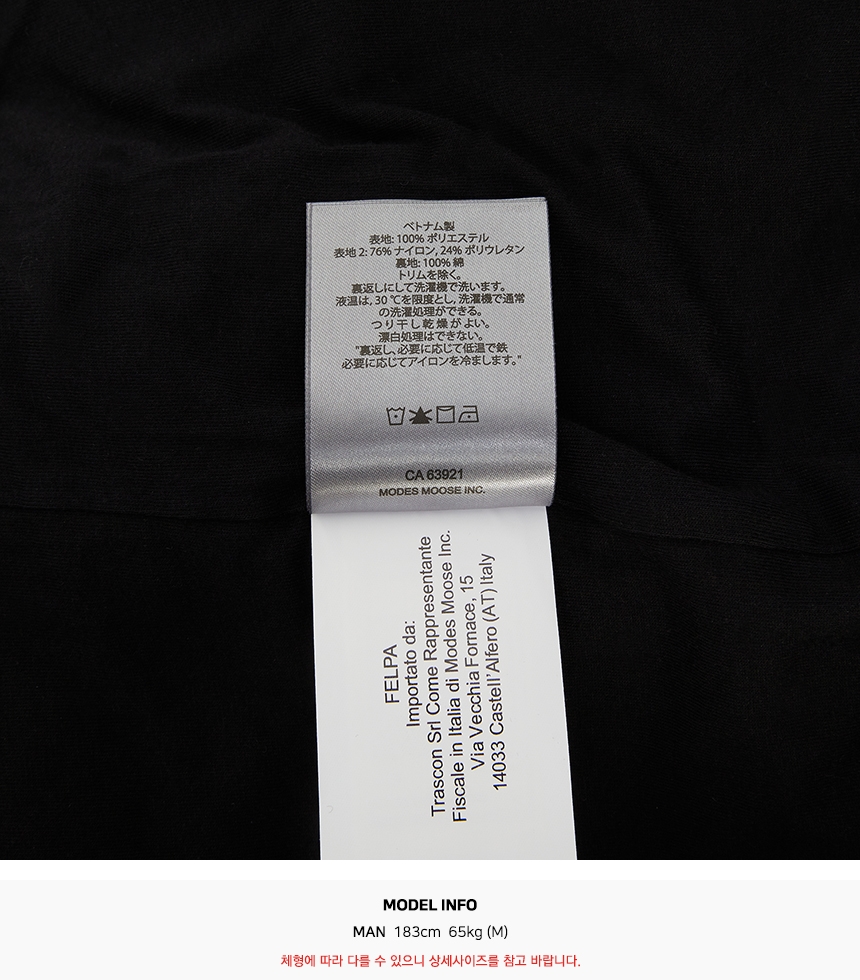 ベトナム製
表地: 100% ポリエステル
表地 2: 76% ナイロン, 24% ポリウレタン
裏地: 100% 綿
トリムを除く。
裏返しにして洗濯機で洗います。
液温は、30 ℃を限度とし、洗濯機で通常
の洗濯処理ができる。
つり干し乾燥がよい。
漂白処理はできない。
"裏返し、必要に応じて低温で鉄
必要に応じてアイロンを冷まします。"
CA 63921
MODES MOOSE INC.
FELPA
Importato da:
Trascon Srl Come Rappresentante
Fiscale in Italia di Modes Moose Inc.
Via Vecchia Fornace, 15
14033 Castell'Alfero (AT) Italy
MODEL INFO
MAN 183cm 65kg (M)
체형에 따라 다를 수 있으니 상세사이즈를 참고 바랍니다.